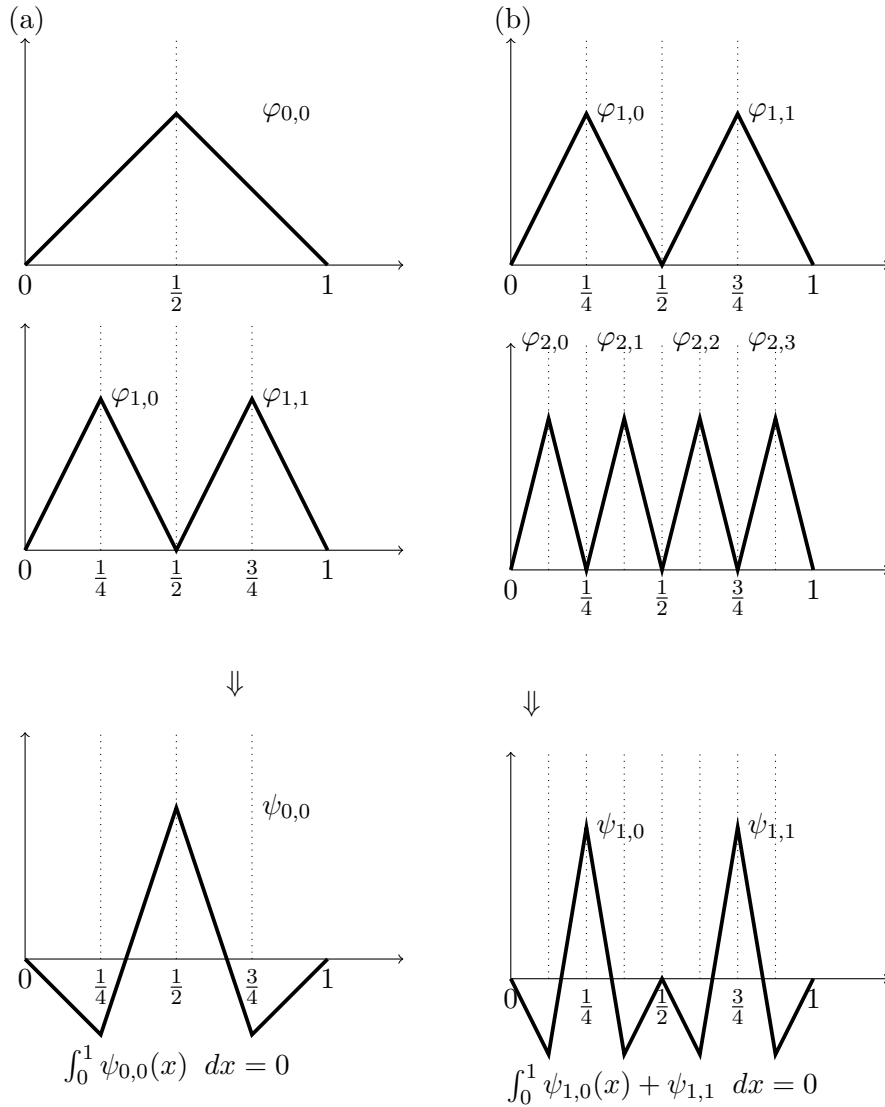 (a)
φ0,0
0 1/2 1
φ1,0 φ1,1
0 1/4 1/2 3/4 1
⇓
ψ0,0
0 1/4 1/2 3/4 1
∫₀¹ ψ0,0(x) dx = 0
(b)
φ1,0 φ1,1
0 1/4 1/2 3/4 1
φ2,0 φ2,1 φ2,2 φ2,3
0 1/4 1/2 3/4 1
⇓
ψ1,0 ψ1,1
0 1/4 1/2 3/4 1
∫₀¹ ψ1,0(x) + ψ1,1 dx = 0